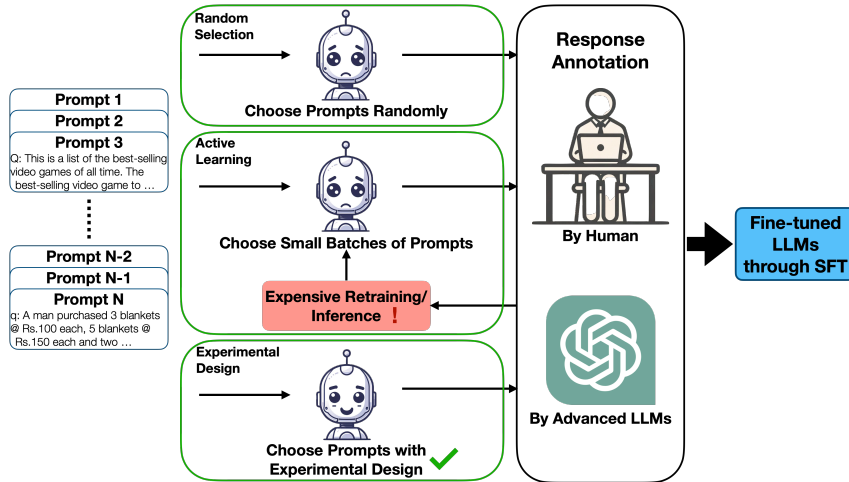 Prompt 1
Prompt 2
Prompt 3
Q: This is a list of the best-selling
video games of all time. The
best-selling video game to …
Prompt N-2
Prompt N-1
Prompt N
q: A man purchased 3 blankets
@ Rs.100 each, 5 blankets @
Rs.150 each and two …
Random
Selection
Choose Prompts Randomly
Active
Learning
Choose Small Batches of Prompts
Expensive Retraining/
Inference ❗
Experimental
Design
Choose Prompts with
Experimental Design
Response
Annotation
By Human
By Advanced LLMs
Fine-tuned
LLMs
through SFT